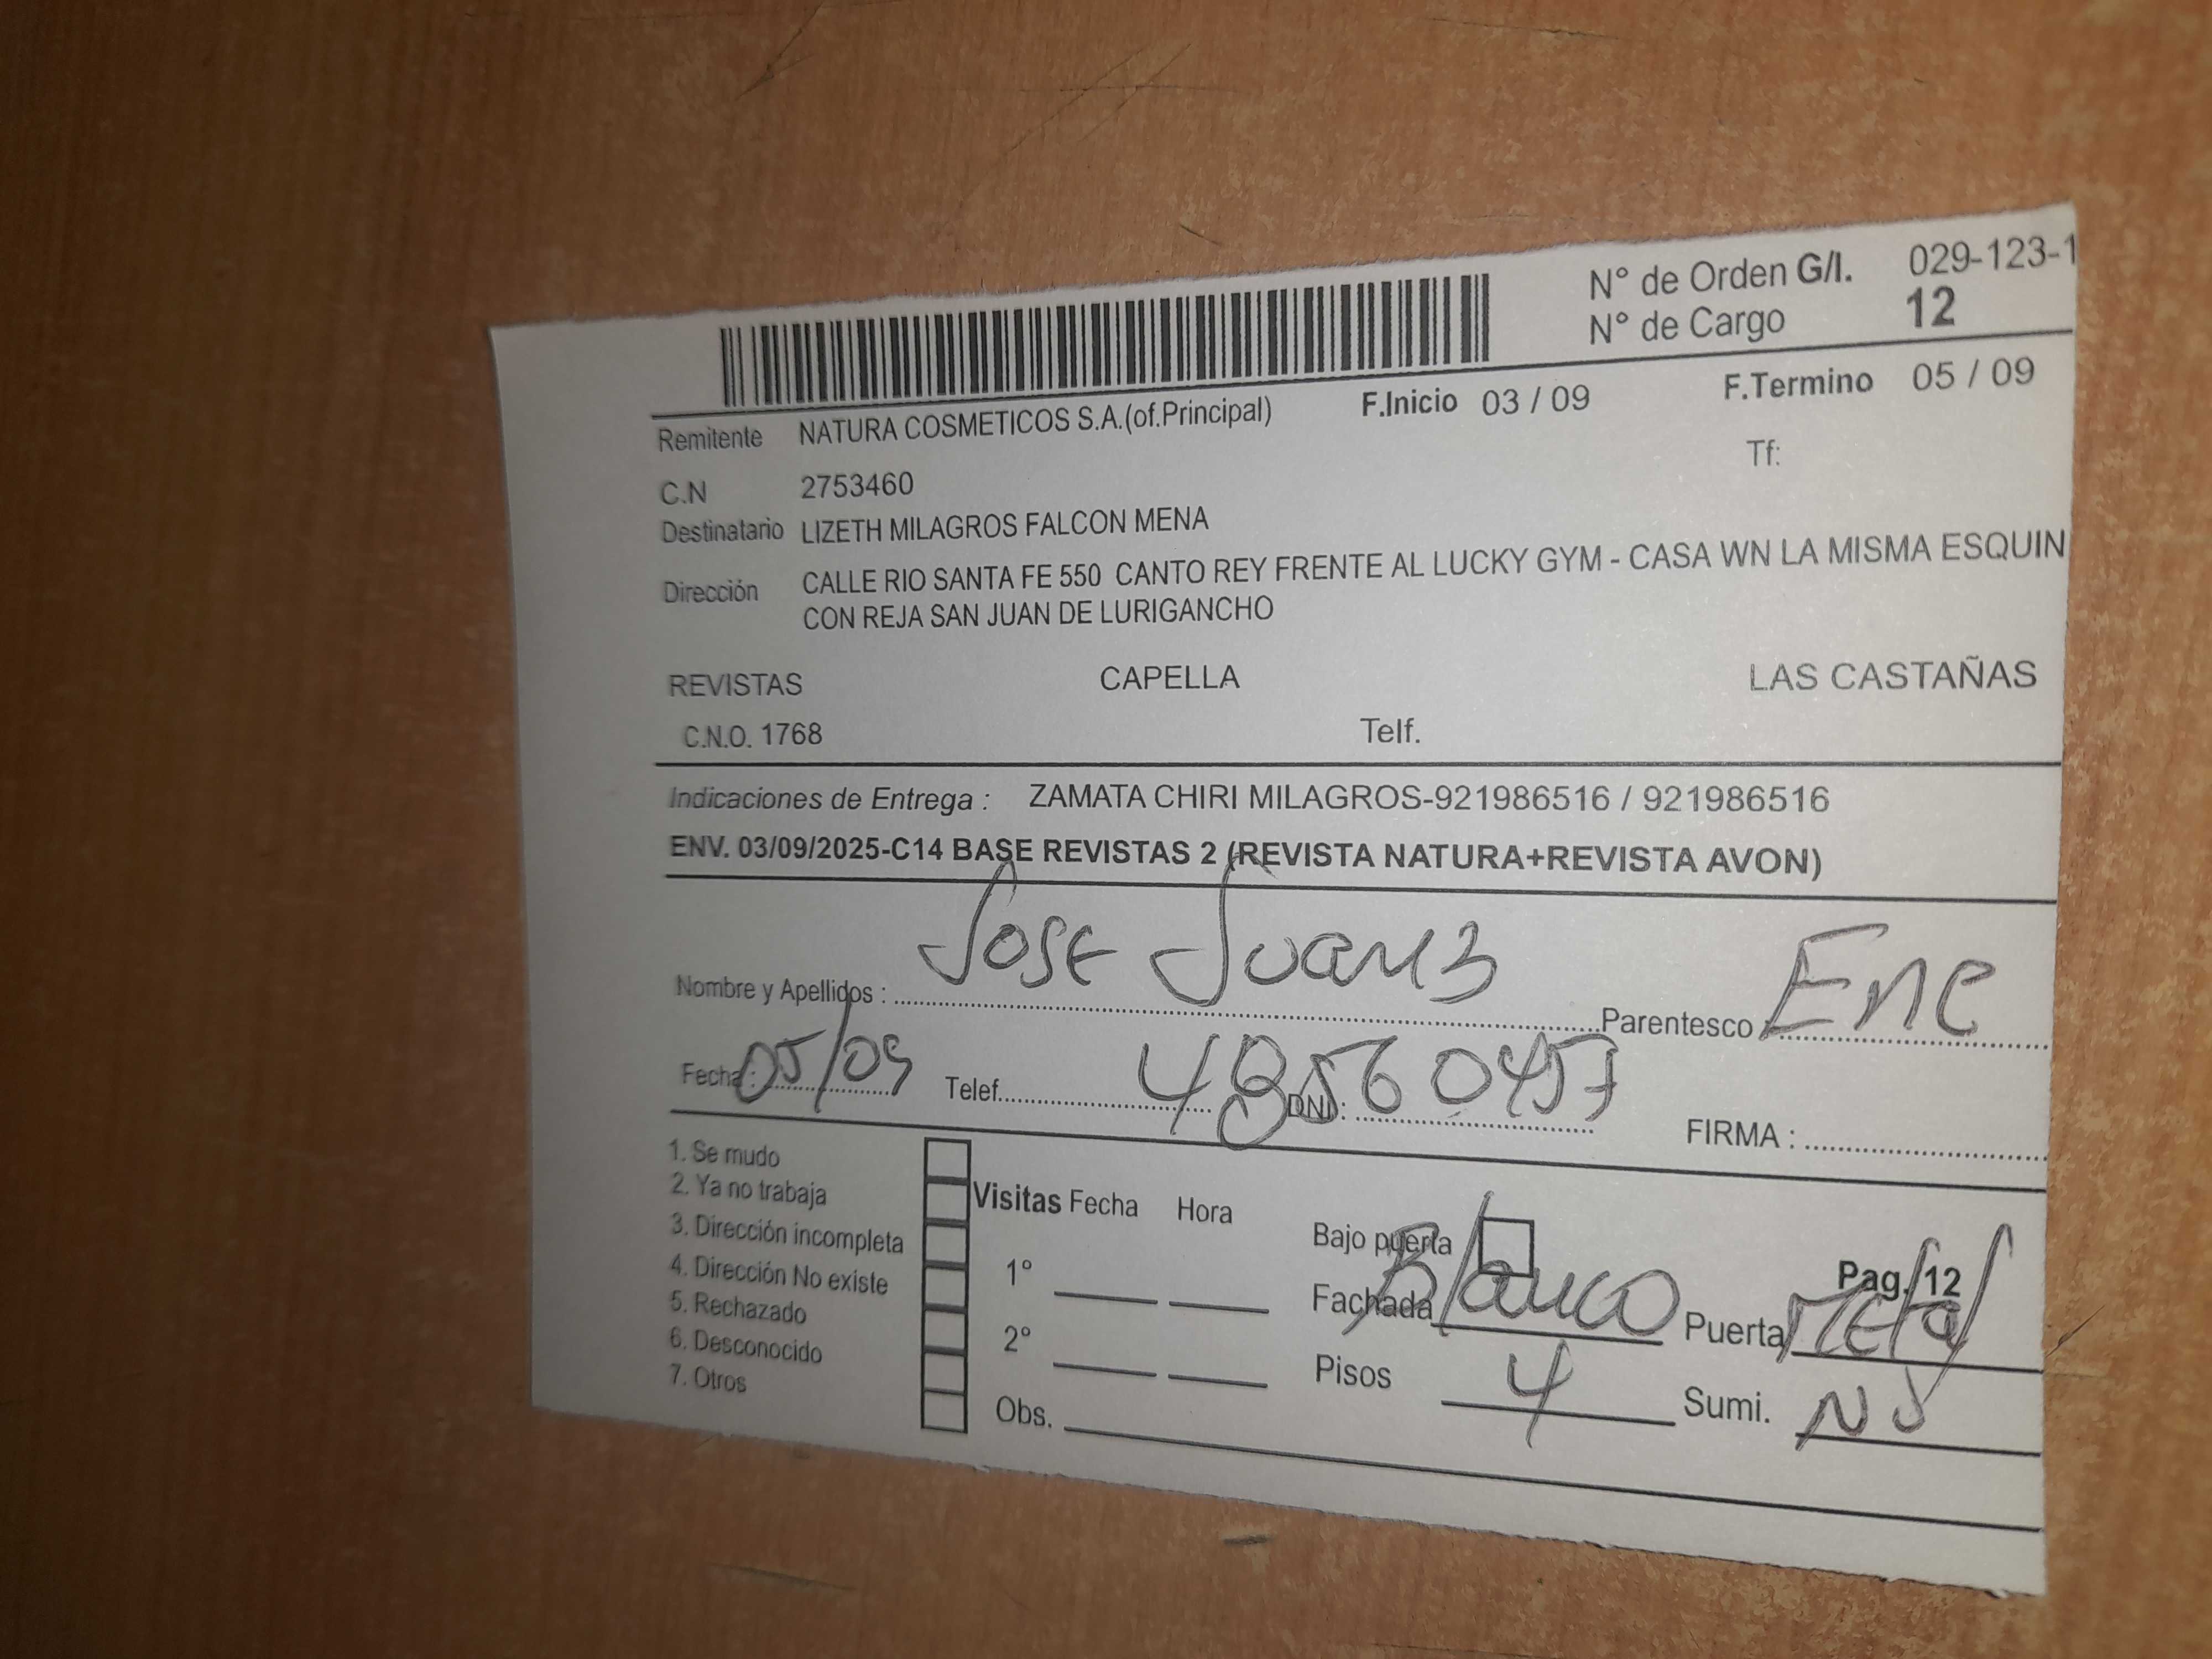 N° de Orden G/I. 029-123-1
N° de Cargo 12
F.Inicio 03 / 09 F.Termino 05 / 09
Remitente NATURA COSMETICOS S.A.(of.Principal)
Tf:
C.N 2753460
Destinatario LIZETH MILAGROS FALCON MENA
Dirección CALLE RIO SANTA FE 550 CANTO REY FRENTE AL LUCKY GYM - CASA WN LA MISMA ESQUIN
CON REJA SAN JUAN DE LURIGANCHO
REVISTAS CAPELLA LAS CASTAÑAS
C.N.O. 1768 Telf.
Indicaciones de Entrega : ZAMATA CHIRI MILAGROS-921986516 / 921986516
ENV. 03/09/2025-C14 BASE REVISTAS 2 (REVISTA NATURA+REVISTA AVON)
Nombre y Apellidos : Jose Juarez Parentesco Ene
Fecha : 05/09 Telef. DNI : 48560457 FIRMA :
1. Se mudo
2. Ya no trabaja
3. Dirección incompleta
4. Dirección No existe
5. Rechazado
6. Desconocido
7. Otros
Visitas Fecha Hora
1°
2°
Obs.
Bajo puerta
Pag. 12
Fachada Blanco Puerta Metal
Pisos 4 Sumi.